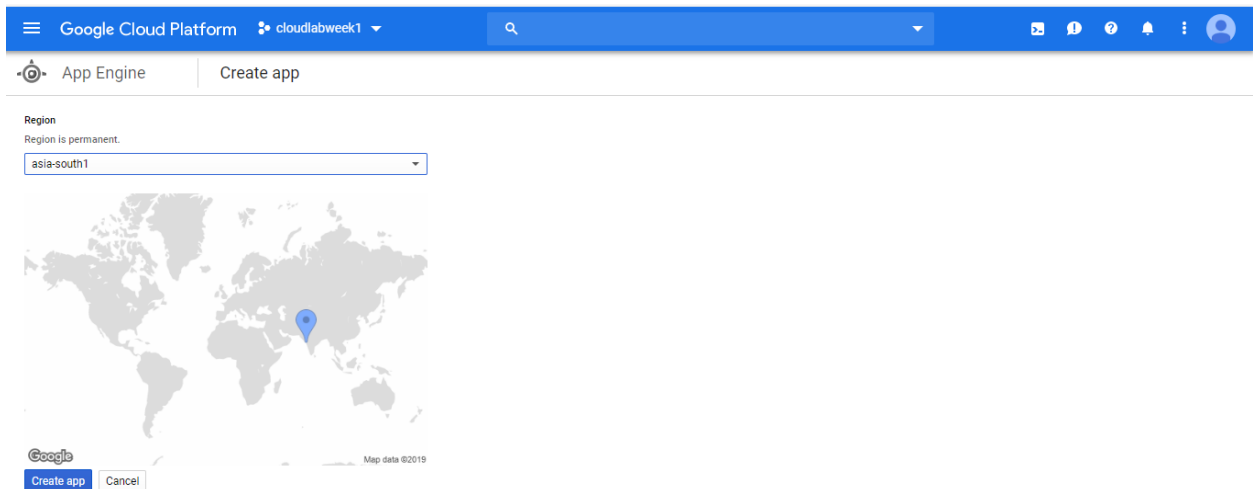 Google Cloud Platform cloudlabweek1
App Engine Create app
Region
Region is permanent.
asia-south1
Google Map data ©2019
Create app Cancel